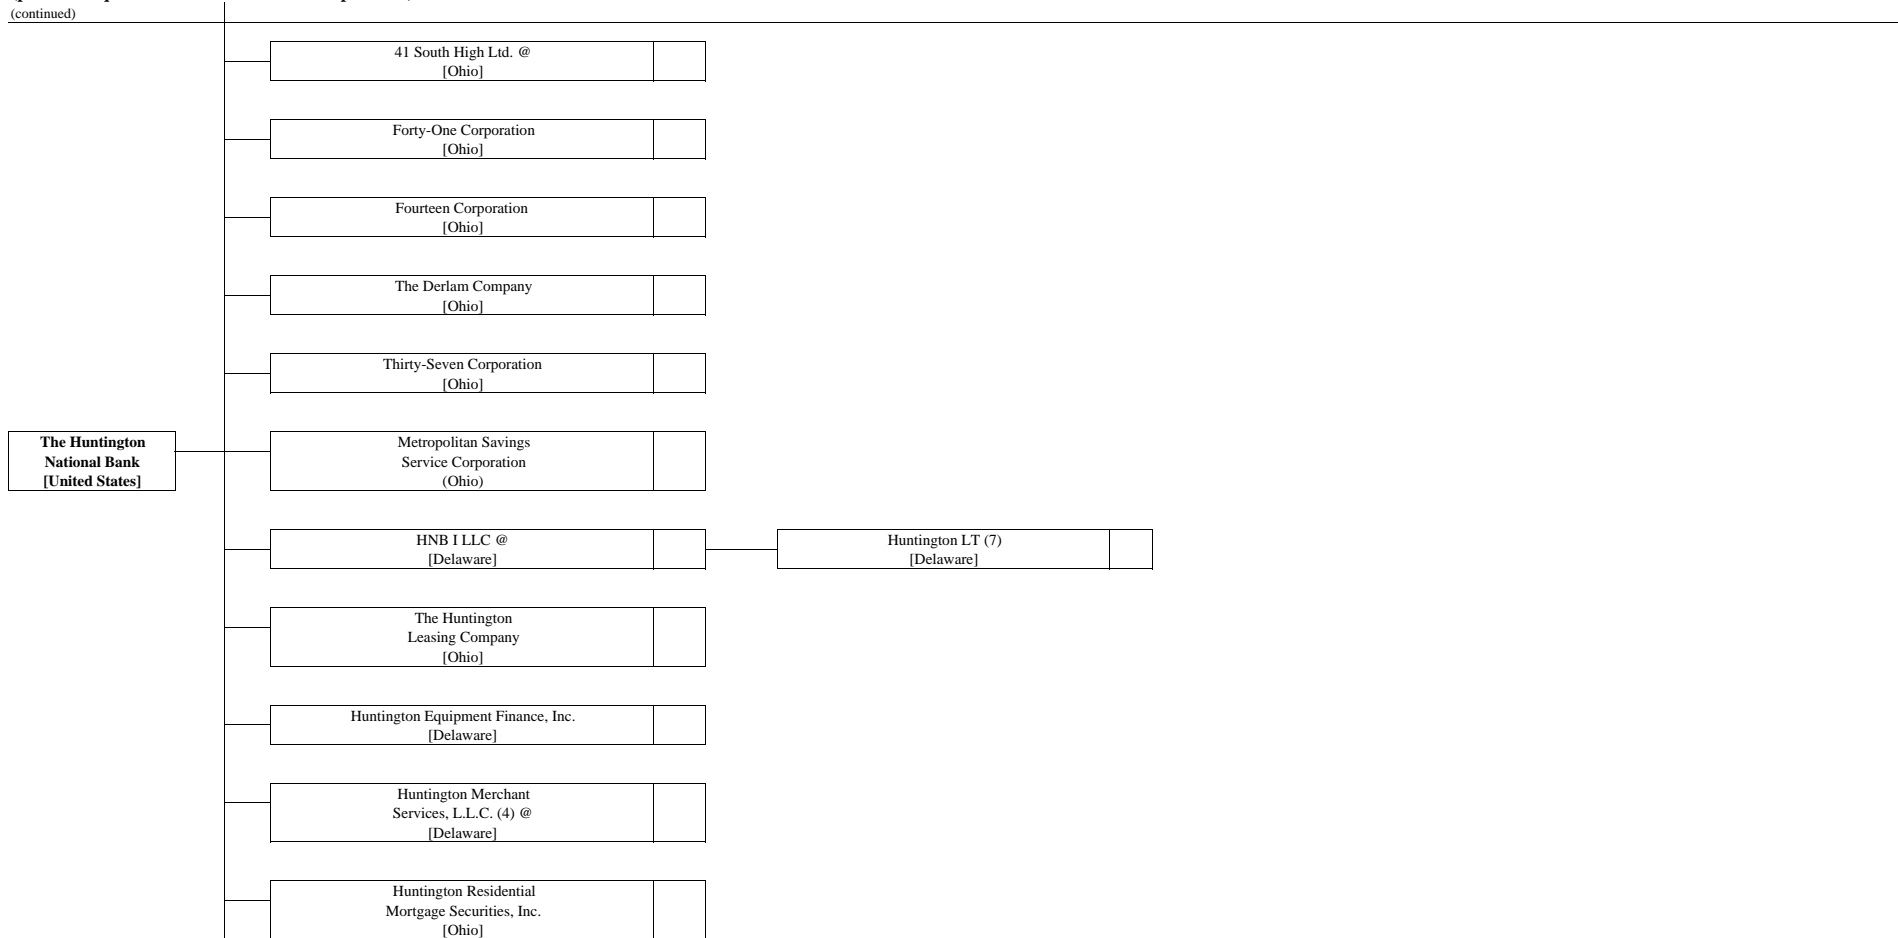 (continued)
41 South High Ltd. @
[Ohio]
Forty-One Corporation
[Ohio]
Fourteen Corporation
[Ohio]
The Derlam Company
[Ohio]
Thirty-Seven Corporation
[Ohio]
The Huntington
National Bank
[United States]
Metropolitan Savings
Service Corporation
(Ohio)
HNB I LLC @
[Delaware]
Huntington LT (7)
[Delaware]
The Huntington
Leasing Company
[Ohio]
Huntington Equipment Finance, Inc.
[Delaware]
Huntington Merchant
Services, L.L.C. (4) @
[Delaware]
Huntington Residential
Mortgage Securities, Inc.
[Ohio]